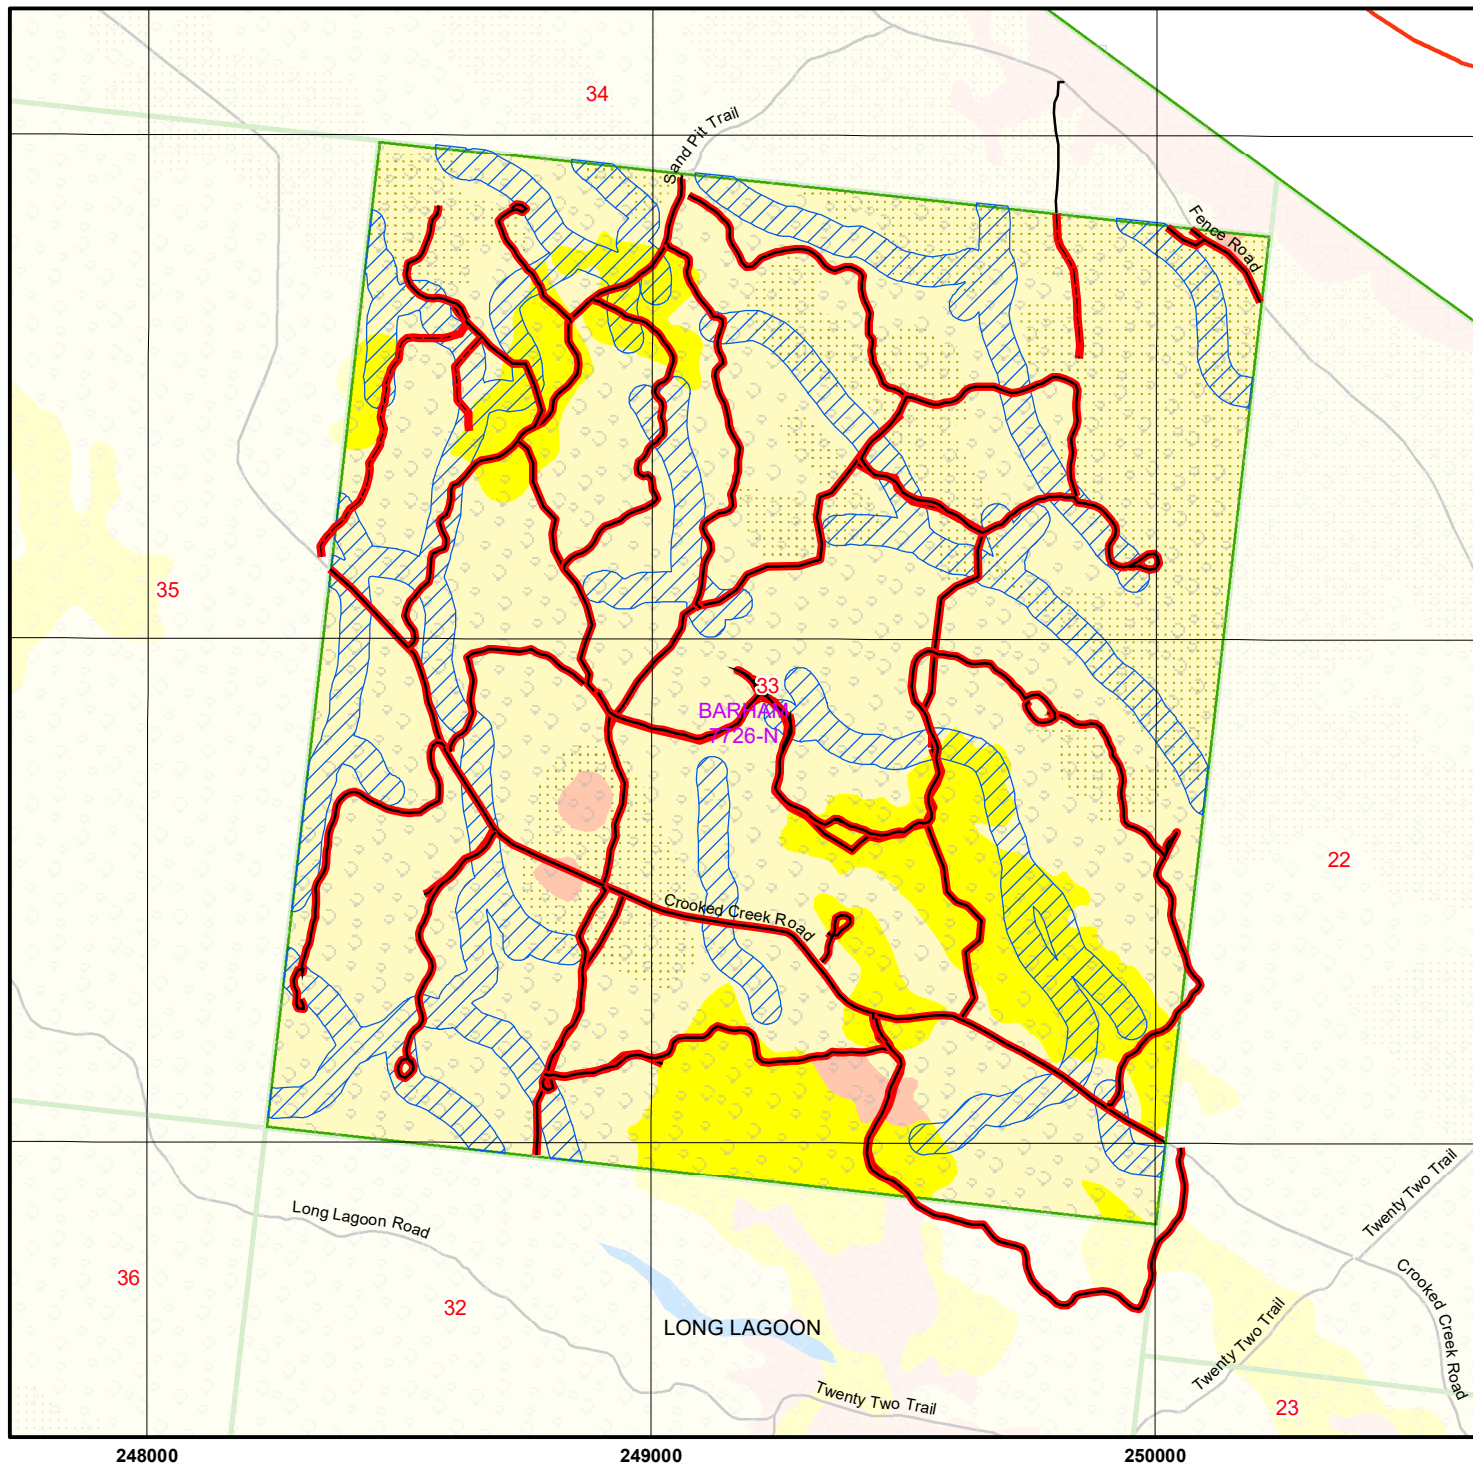 34
Sand Pit Trail
Fence Road
35
33
BARHAM
7726-N
22
Crooked Creek Road
Long Lagoon Road
Twenty Two Trail
36
32
LONG LAGOON
Twenty Two Trail
Crooked Creek Road
Twenty Two Trail
23
248000
249000
250000